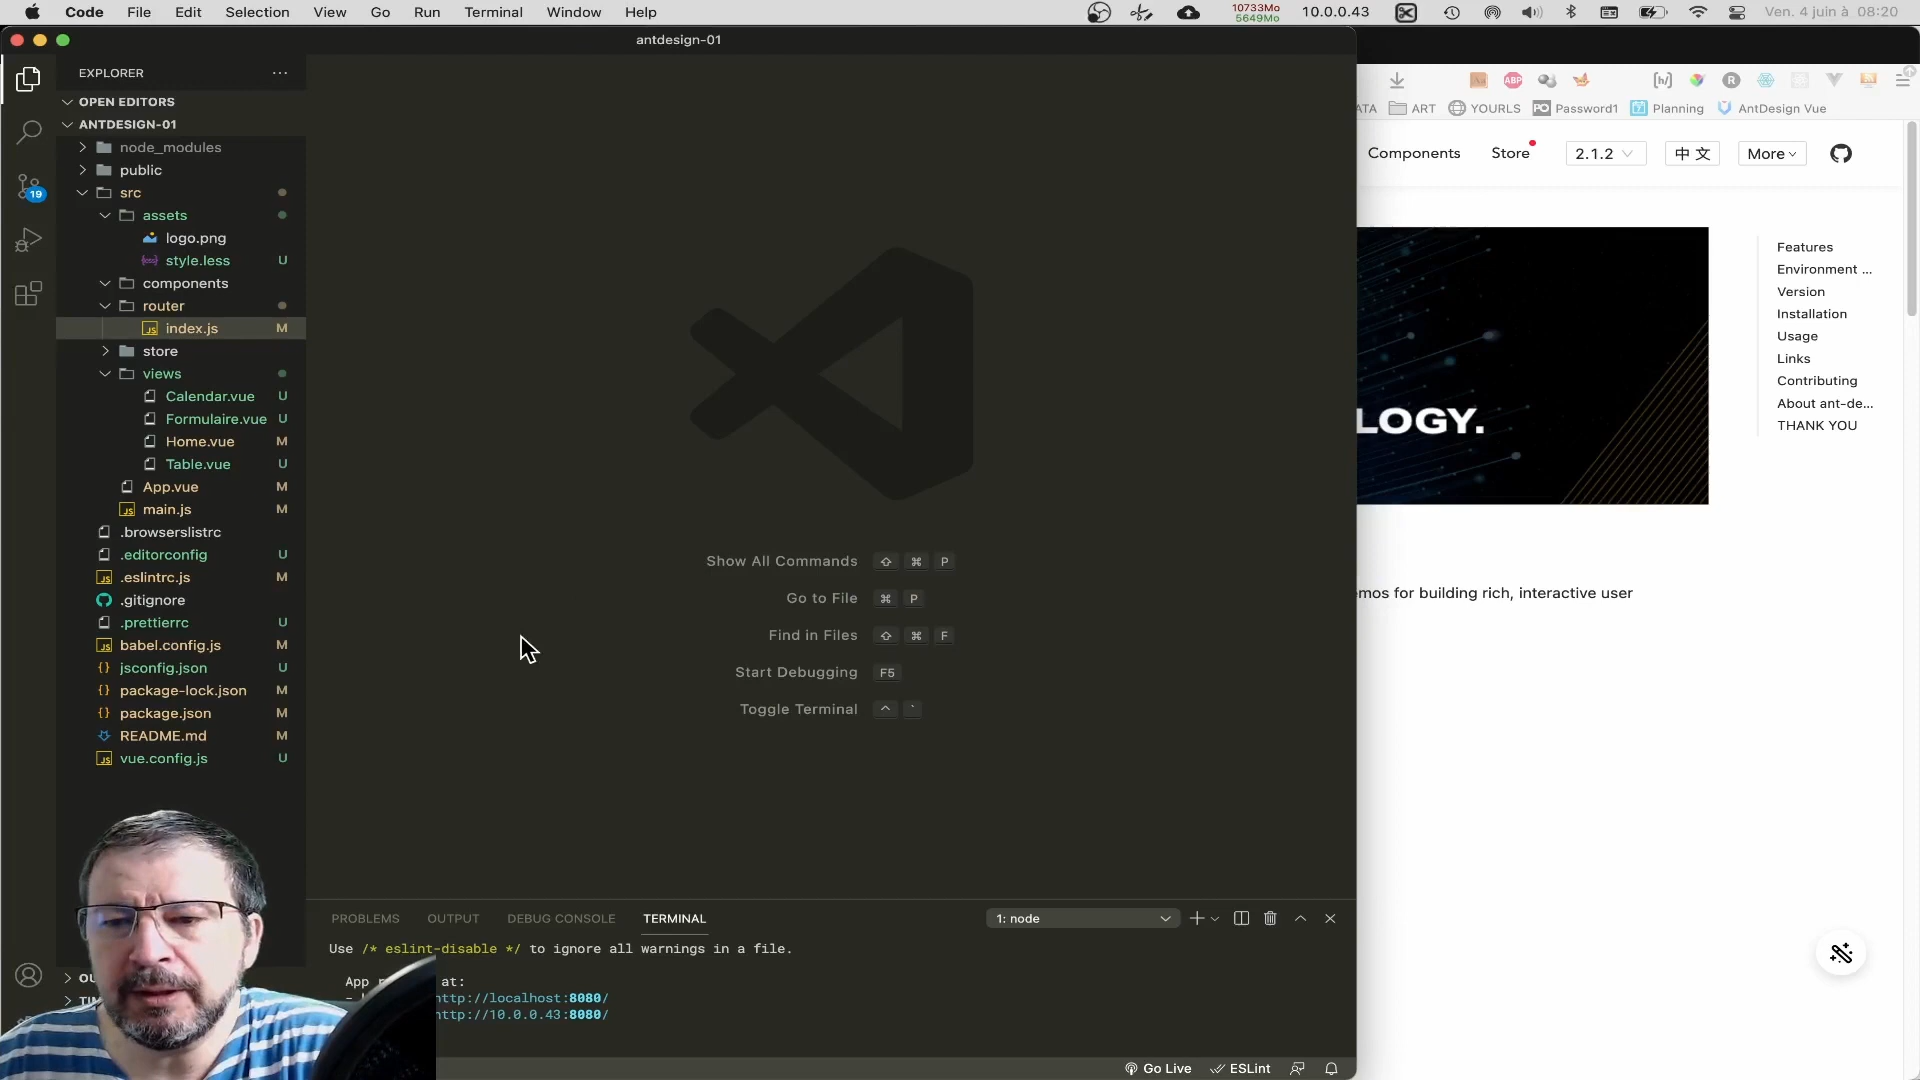 Code File Edit Selection View Go Run Terminal Window Help
10733Mo
5649Mo
10.0.0.43
Ven. 4 juin à 08:20
antdesign-01
EXPLORER
OPEN EDITORS
ANTDESIGN-01
node_modules
public
src
assets
logo.png
style.less U
components
router
index.js M
store
views
Calendar.vue U
Formulaire.vue U
Home.vue M
Table.vue U
App.vue M
main.js M
.browserslistrc
.editorconfig U
.eslintrc.js M
.gitignore
.prettierrc U
babel.config.js M
jsconfig.json U
package-lock.json M
package.json M
README.md M
vue.config.js U
19
Show All Commands ⇧ ⌘ P
Go to File ⌘ P
Find in Files ⇧ ⌘ F
Start Debugging F5
Toggle Terminal ^ `
PROBLEMS OUTPUT DEBUG CONSOLE TERMINAL
1: node
Use /* eslint-disable */ to ignore all warnings in a file.
App at:
http://localhost:8080/
http://10.0.0.43:8080/
Go Live ESLint
ABP
ATA ART YOURLS Password1 Planning AntDesign Vue
Components Store 2.1.2 中 文 More
LOGY.
emos for building rich, interactive user
Features
Environment ...
Version
Installation
Usage
Links
Contributing
About ant-de...
THANK YOU